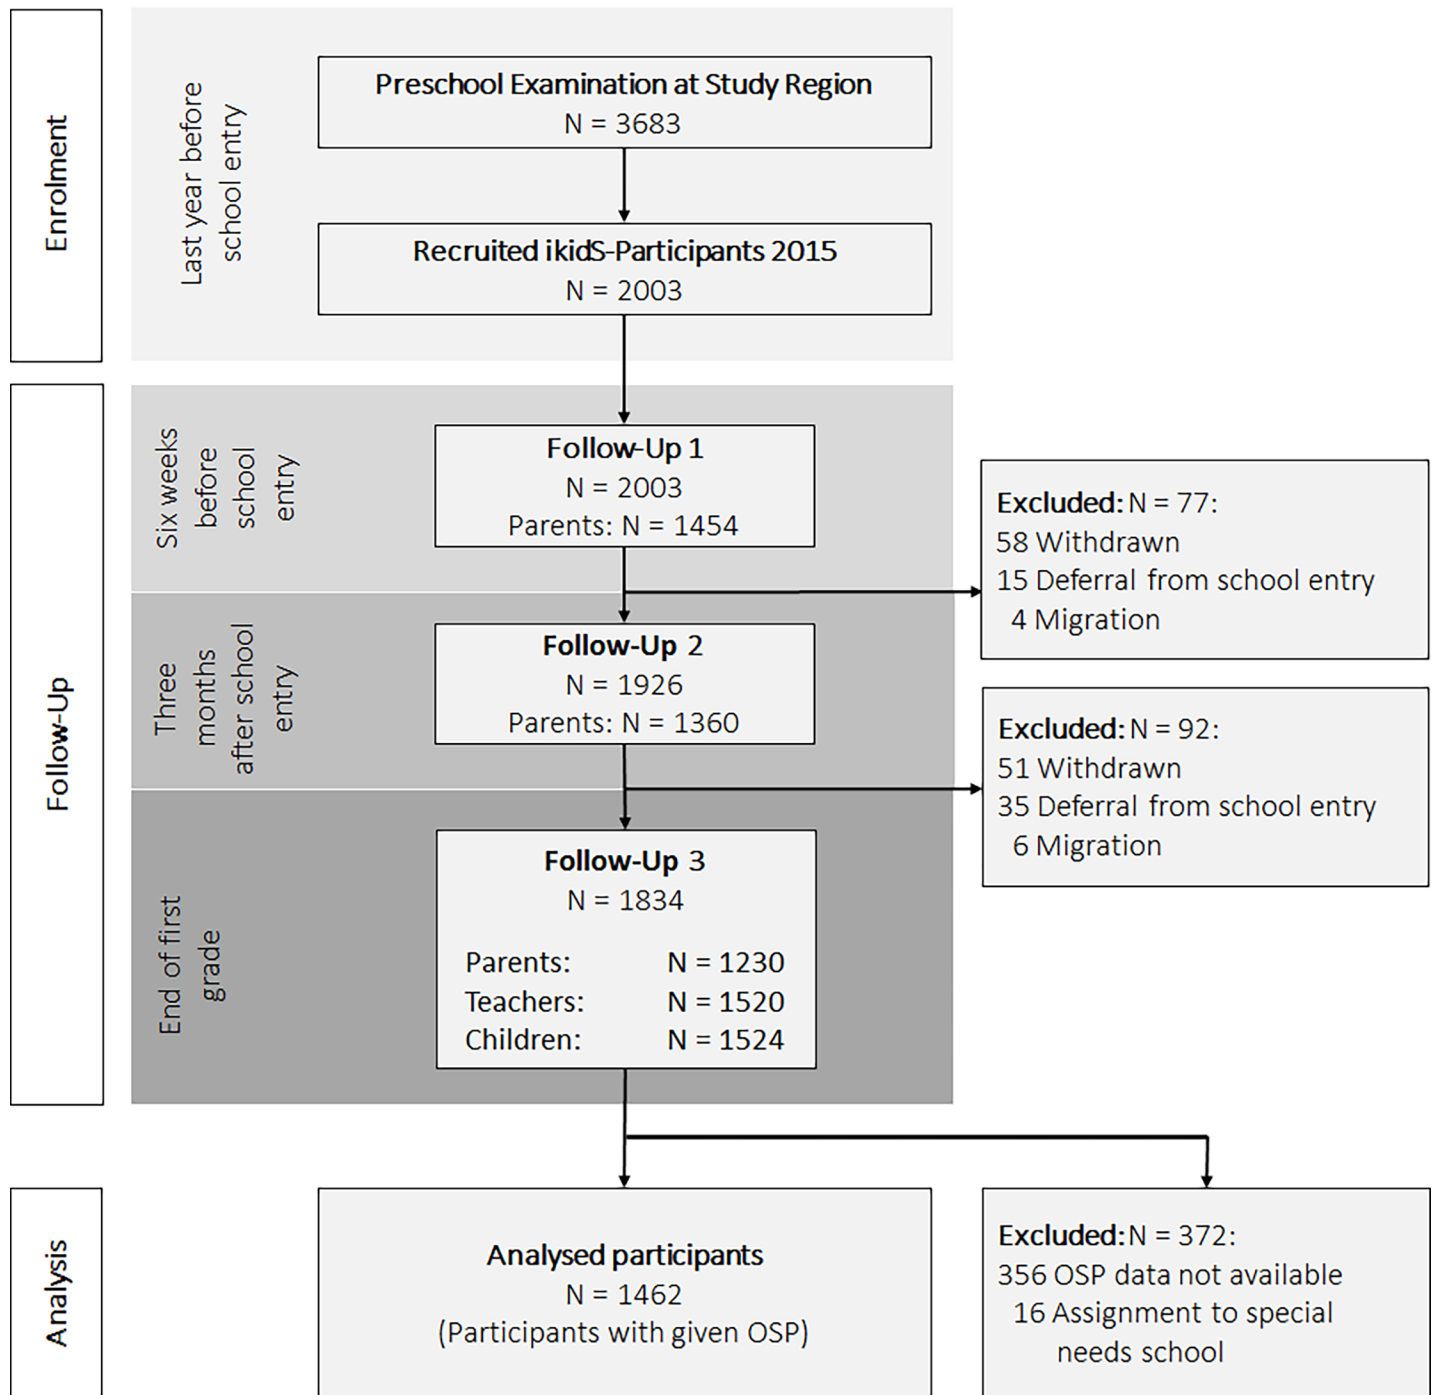 Enrolment
Last year before
school entry
Preschool Examination at Study Region
N = 3683
Recruited ikidS-Participants 2015
N = 2003
Follow-Up
Six weeks
before
school
entry
Follow-Up 1
N = 2003
Parents: N = 1454
Excluded: N = 77:
58 Withdrawn
15 Deferral from school entry
4 Migration
Three
months
after school
entry
Follow-Up 2
N = 1926
Parents: N = 1360
Excluded: N = 92:
51 Withdrawn
35 Deferral from school entry
6 Migration
End of first
grade
Follow-Up 3
N = 1834
Parents: N = 1230
Teachers: N = 1520
Children: N = 1524
Analysis
Analysed participants
N = 1462
(Participants with given OSP)
Excluded: N = 372:
356 OSP data not available
16 Assignment to special
needs school